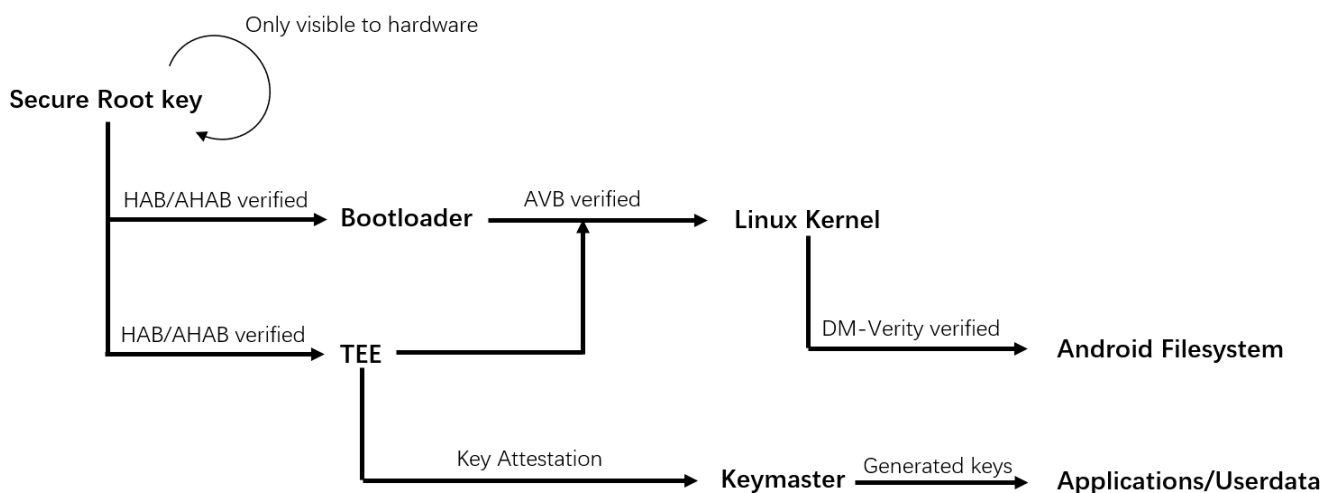 Only visible to hardware
Secure Root key
HAB/AHAB verified
Bootloader
AVB verified
Linux Kernel
HAB/AHAB verified
TEE
DM-Verity verified
Android Filesystem
Key Attestation
Keymaster
Generated keys
Applications/Userdata